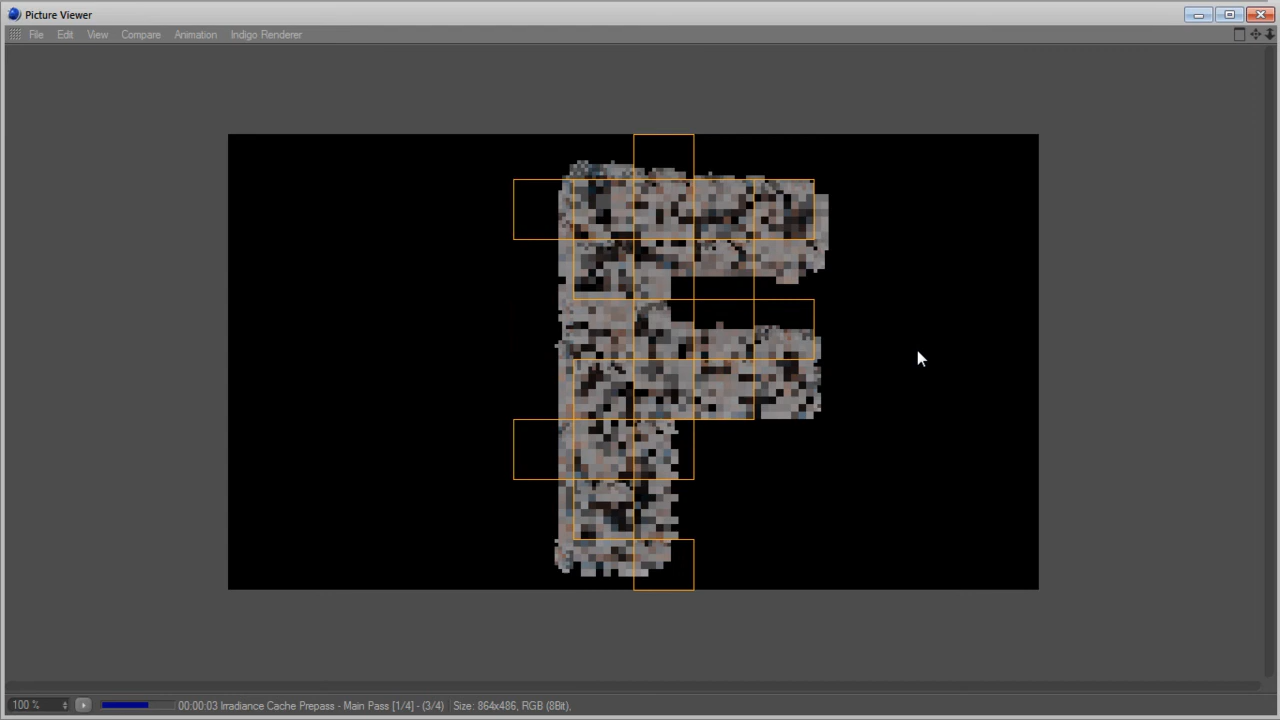 Picture Viewer
File Edit View Compare Animation Indigo Renderer
F
100 % 00:00:03 Irradiance Cache Prepass - Main Pass [1/4] - (3/4) Size: 864x486, RGB (8Bit),